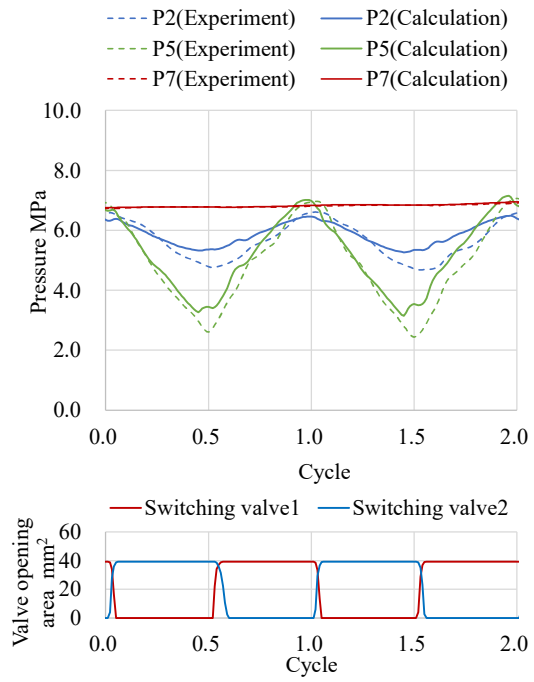 P2(Experiment) P2(Calculation)
P5(Experiment) P5(Calculation)
P7(Experiment) P7(Calculation)
Pressure MPa
10.0
8.0
6.0
4.0
2.0
0.0
0.0 0.5 1.0 1.5 2.0
Cycle
Switching valve1 Switching valve2
Valve opening
area mm²
60
40
20
0
0.0 0.5 1.0 1.5 2.0
Cycle